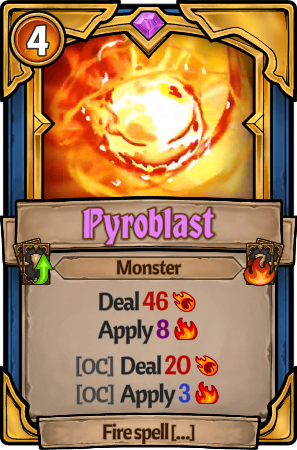 4
Pyroblast
Monster
Deal 46
Apply 8
[OC] Deal 20
[OC] Apply 3
Fire spell [...]